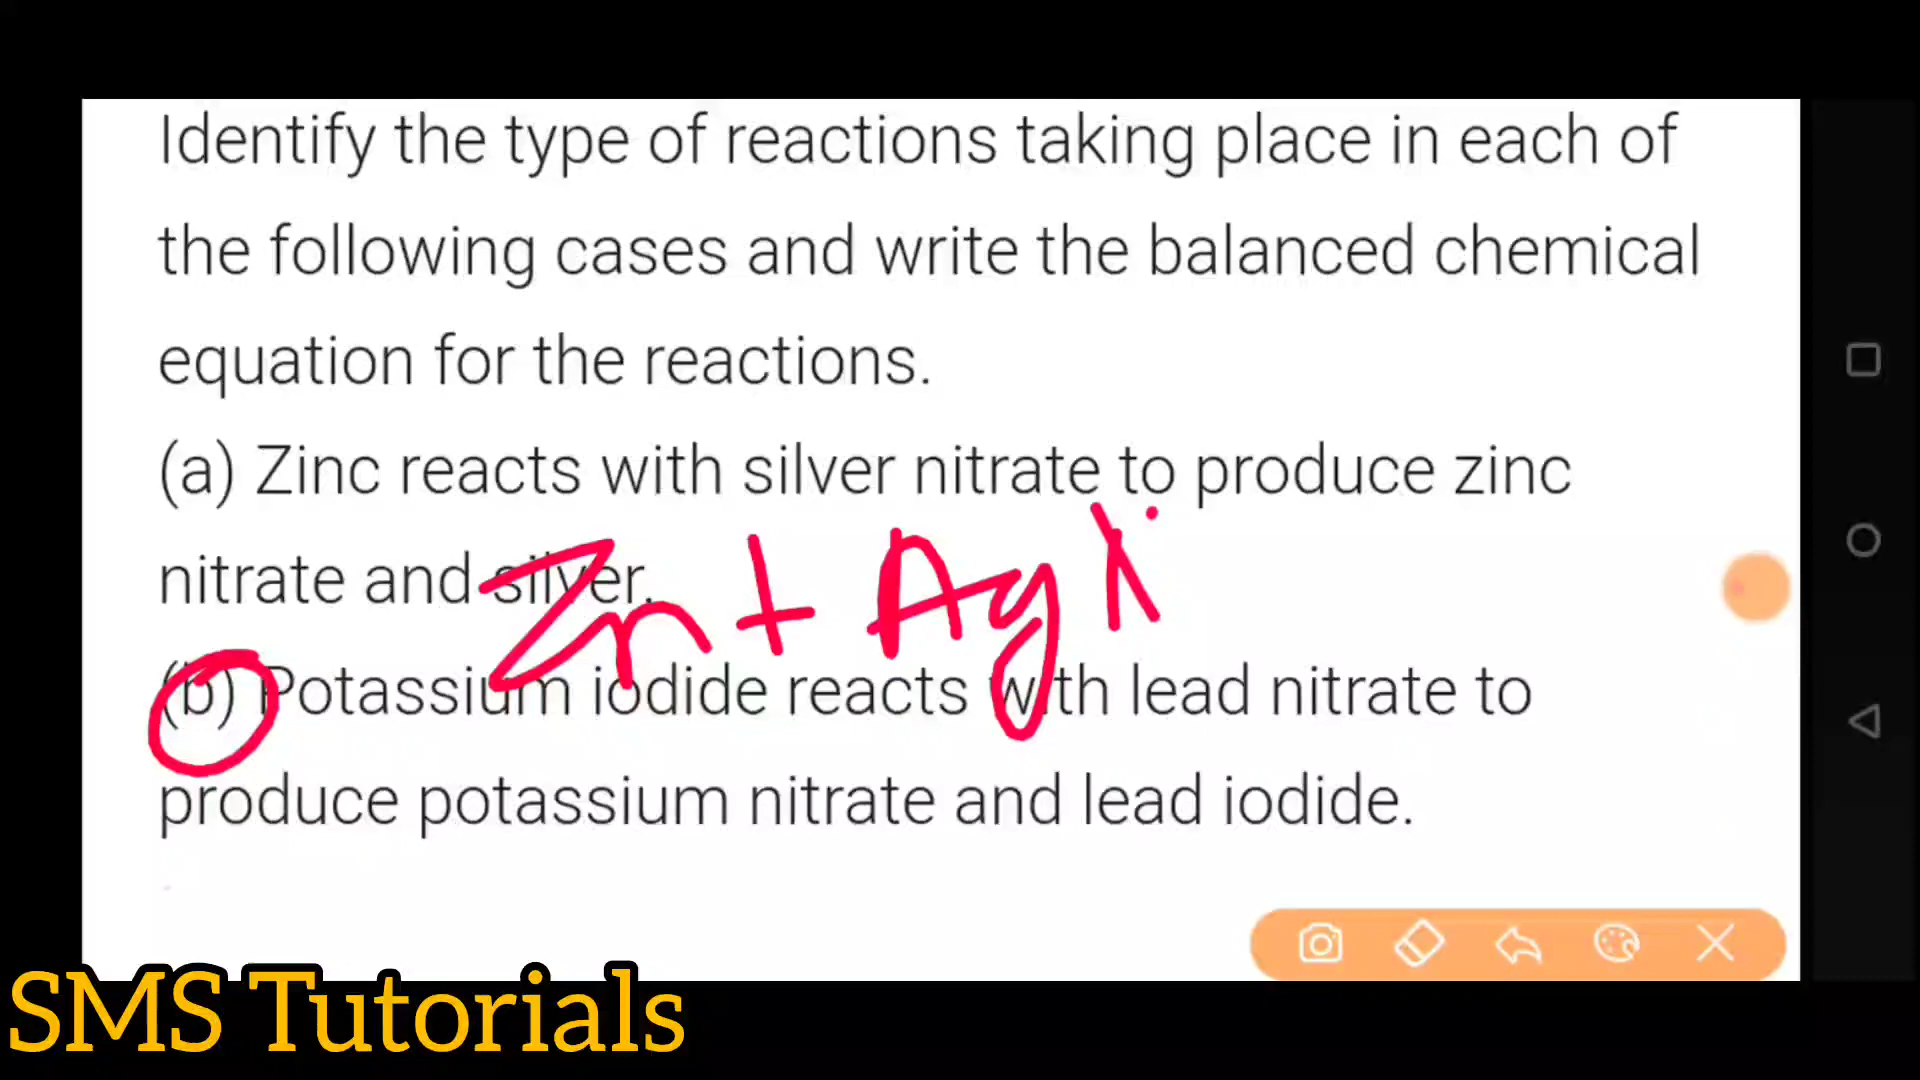 Identify the type of reactions taking place in each of
the following cases and write the balanced chemical
equation for the reactions.
(a) Zinc reacts with silver nitrate to produce zinc
nitrate and silver.
Zn + Ag
(b) Potassium iodide reacts with lead nitrate to
produce potassium nitrate and lead iodide.
SMS Tutorials